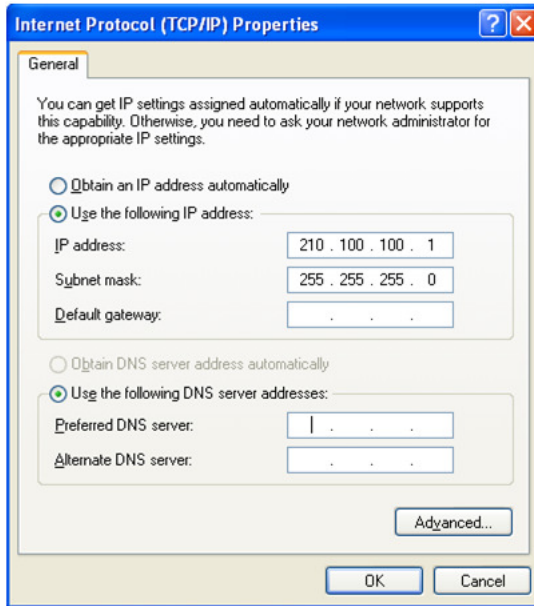 Internet Protocol (TCP/IP) Properties
General
You can get IP settings assigned automatically if your network supports
this capability. Otherwise, you need to ask your network administrator for
the appropriate IP settings.
Obtain an IP address automatically
Use the following IP address:
IP address: 210 . 100 . 100 . 1
Subnet mask: 255 . 255 . 255 . 0
Default gateway: . . .
Obtain DNS server address automatically
Use the following DNS server addresses:
Preferred DNS server: . . .
Alternate DNS server: . . .
Advanced...
OK Cancel